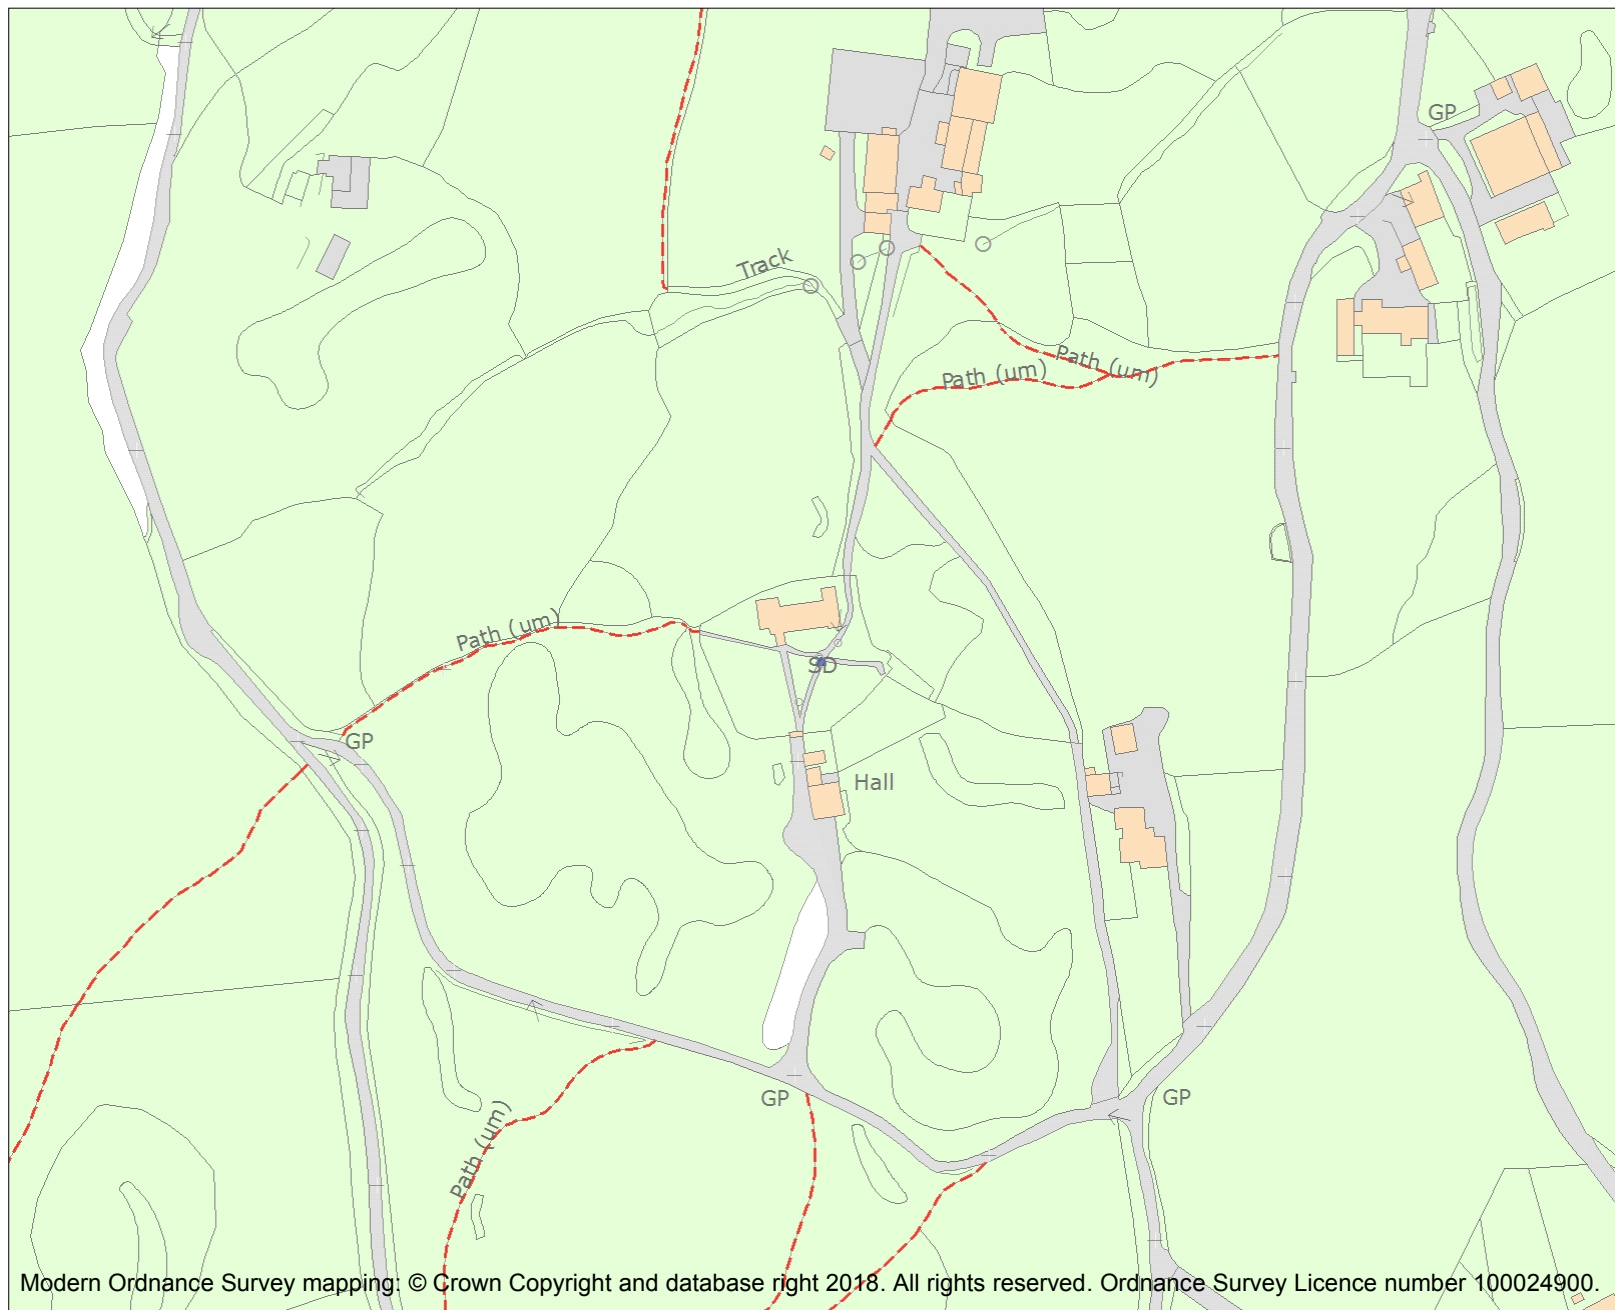 GP
Track
Path (um)
Path (um)
Path (um)
SD
GP
Hall
GP
GP
Path (um)
Modern Ordnance Survey mapping: © Crown Copyright and database right 2018. All rights reserved. Ordnance Survey Licence number 100024900.